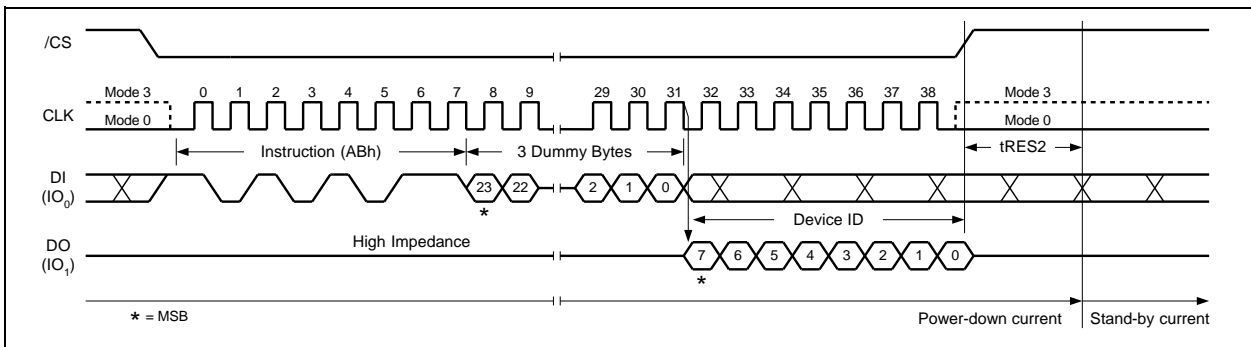 /CS
Mode 3
0 1 2 3 4 5 6 7 8 9 29 30 31 32 33 34 35 36 37 38
Mode 3
CLK
Mode 0
Mode 0
Instruction (ABh)
3 Dummy Bytes
tRES2
DI
(IO0)
23 22 2 1 0
*
Device ID
DO
(IO1)
High Impedance
7 6 5 4 3 2 1 0
*
* = MSB
Power-down current
Stand-by current